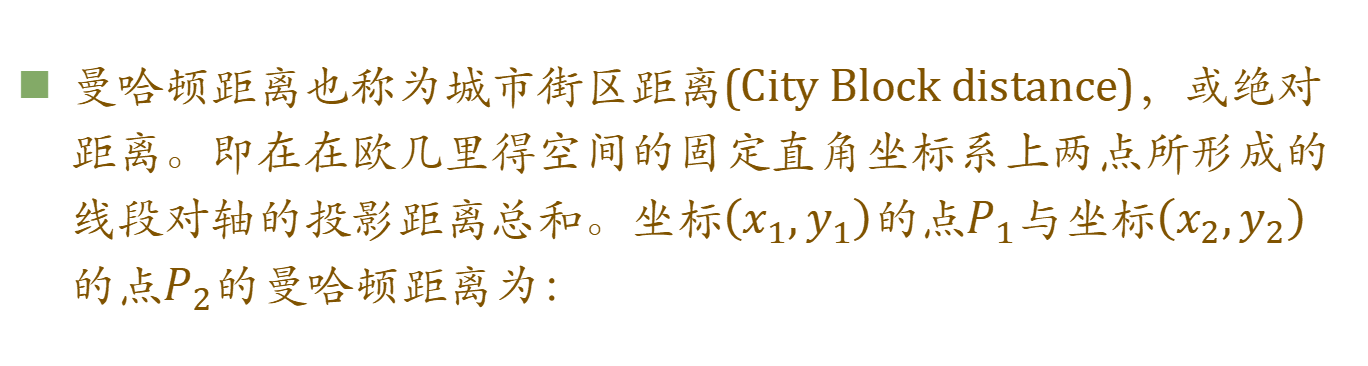 曼哈顿距离也称为城市街区距离(City Block distance)，或绝对
距离。即在在欧几里得空间的固定直角坐标系上两点所形成的
线段对轴的投影距离总和。坐标(x₁, y₁)的点P₁与坐标(x₂, y₂)
的点P₂的曼哈顿距离为：